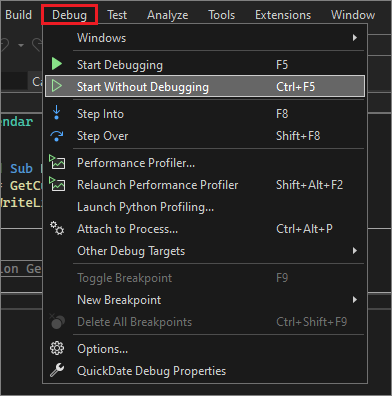 Build Debug Test Analyze Tools Extensions Window
Windows
Start Debugging F5
Start Without Debugging Ctrl+F5
endar
Step Into F8
Step Over Shift+F8
Sub
Performance Profiler...
GetC
Relaunch Performance Profiler Shift+Alt+F2
Launch Python Profiling...
Attach to Process... Ctrl+Alt+P
Other Debug Targets
Toggle Breakpoint F9
New Breakpoint
Delete All Breakpoints Ctrl+Shift+F9
Options...
QuickDate Debug Properties